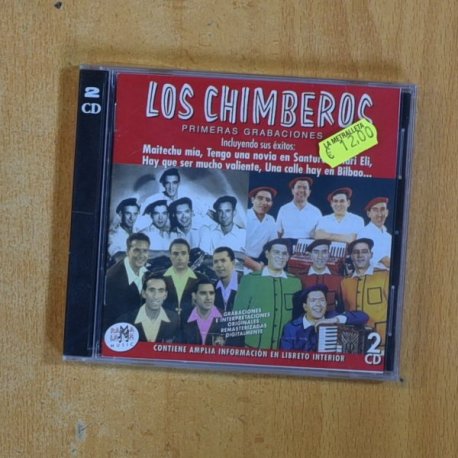 2
CD
LOS CHIMBEROS
PRIMERAS GRABACIONES
LA METRALLETA
€ 12,00
Incluyendo sus éxitos:
Maitechu mía, Tengo una novia en Eli,
Hay que ser mucho valiente, Una calle hay en Bilbao...
GRABACIONES
E INTERPRETACIONES
ORIGINALES
REMASTERIZADAS
DIGITALMENTE
MUSIC
2
CD
CONTIENE AMPLIA INFORMACIÓN EN LIBRETO INTERIOR